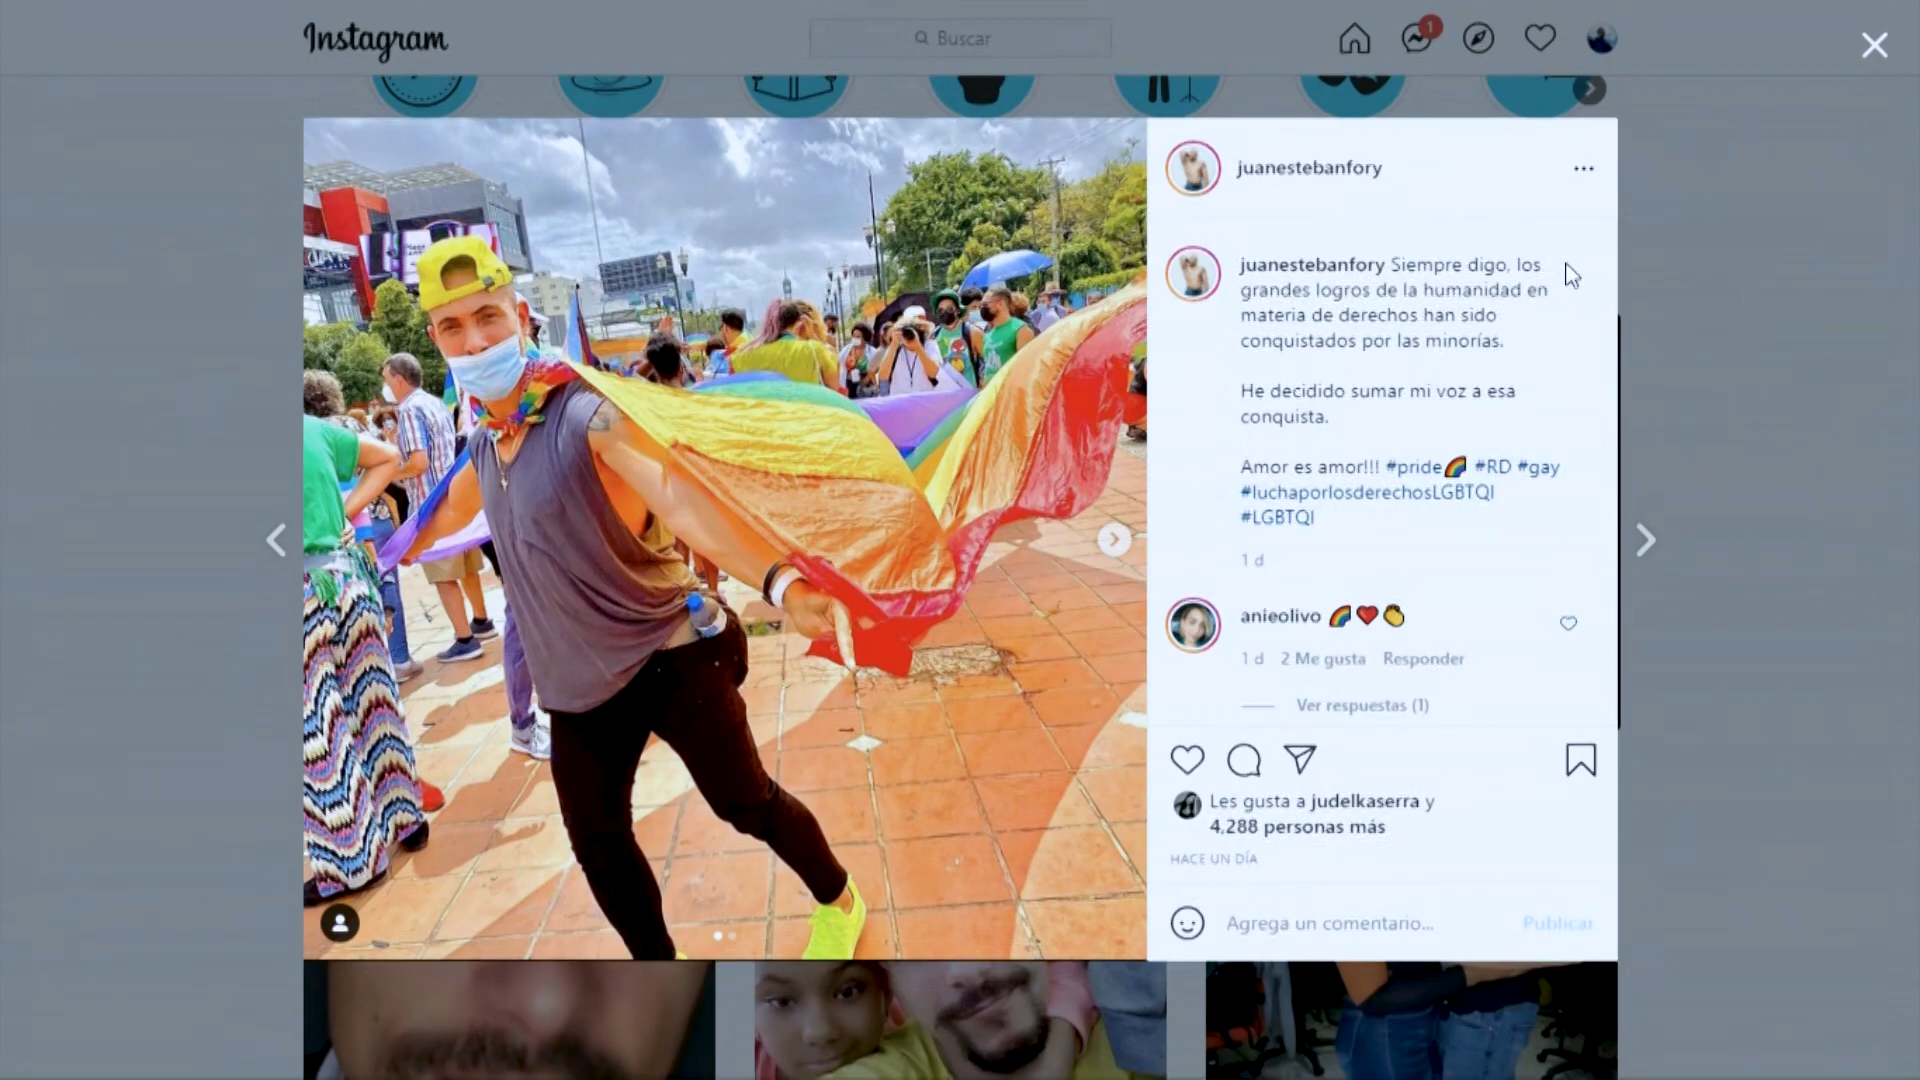 Instagram
Buscar
1
juanestebanfory
juanestebanfory Siempre digo, los
grandes logros de la humanidad en
materia de derechos han sido
conquistados por las minorías.
He decidido sumar mi voz a esa
conquista.
Amor es amor!!! #pride🌈 #RD #gay
#luchaporlosderechosLGBTQI
#LGBTQI
1 d
anieolivo 🌈❤️👏
1 d 2 Me gusta Responder
Ver respuestas (1)
Les gusta a judelkaserra y
4,288 personas más
HACE UN DÍA
Agrega un comentario...
Publicar